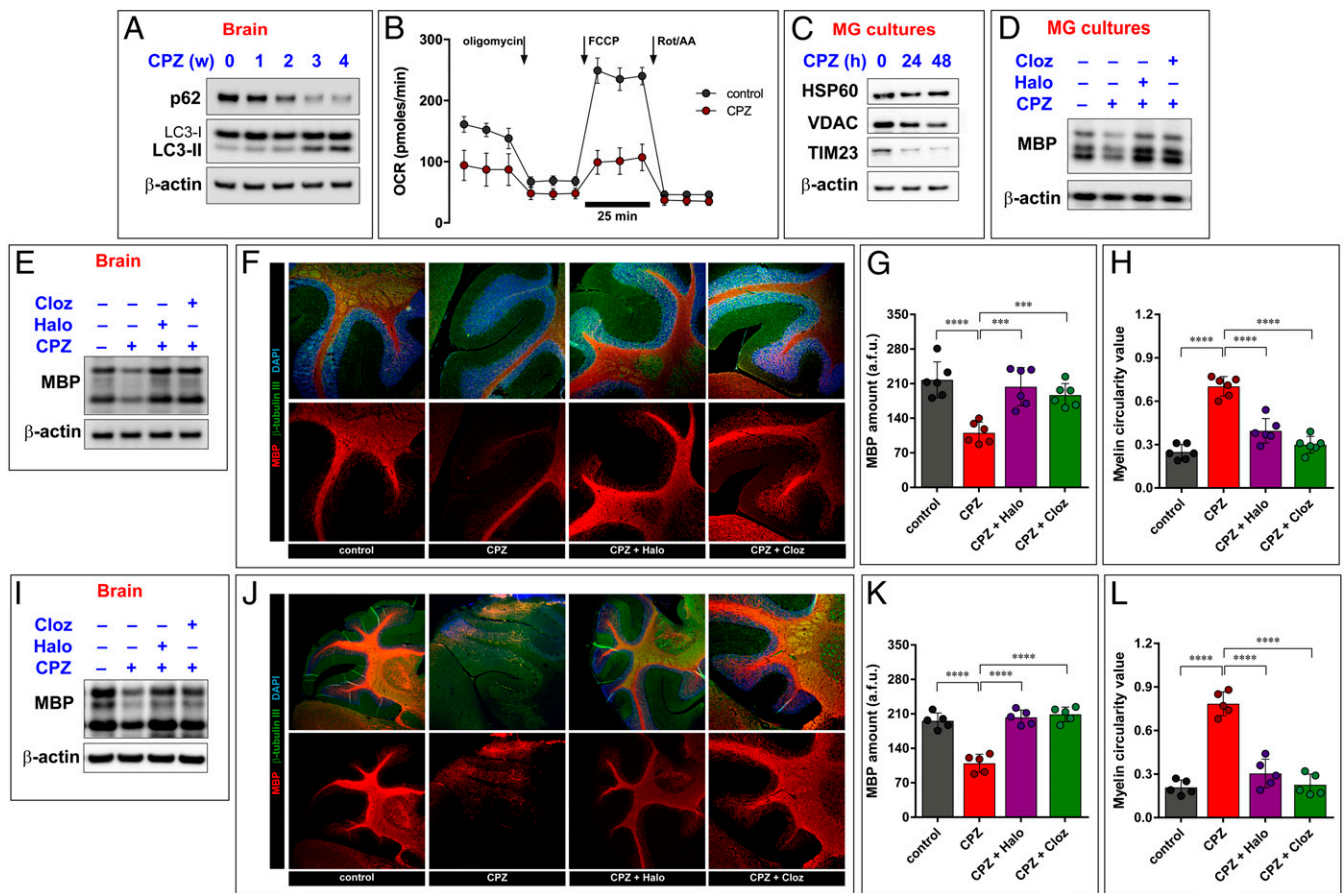 A
Brain
CPZ (w) 0 1 2 3 4
p62
LC3-I
LC3-II
β-actin
B
OCR (pmoles/min)
300
200
100
0
oligomycin
FCCP
Rot/AA
control
CPZ
25 min
C
MG cultures
CPZ (h) 0 24 48
HSP60
VDAC
TIM23
β-actin
D
MG cultures
Cloz – – – +
Halo – – + –
CPZ – + + +
MBP
β-actin
E
Brain
Cloz – – – +
Halo – – + –
CPZ – + + +
MBP
β-actin
F
MBP β-tubulin III DAPI
MBP
control
CPZ
CPZ + Halo
CPZ + Cloz
G
MBP amount (a.f.u.)
350
280
210
140
70
0
****
***
***
control
CPZ
CPZ + Halo
CPZ + Cloz
H
Myelin circularity value
1.2
0.9
0.6
0.3
0.0
****
****
****
control
CPZ
CPZ + Halo
CPZ + Cloz
I
Brain
Cloz – – – +
Halo – – + –
CPZ – + + +
MBP
β-actin
J
MBP β-tubulin III DAPI
control
CPZ
CPZ + Halo
CPZ + Cloz
K
MBP amount (a.f.u.)
350
280
210
140
70
0
****
****
****
control
CPZ
CPZ + Halo
CPZ + Cloz
L
Myelin circularity value
1.2
0.9
0.6
0.3
0.0
****
****
****
control
CPZ
CPZ + Halo
CPZ + Cloz